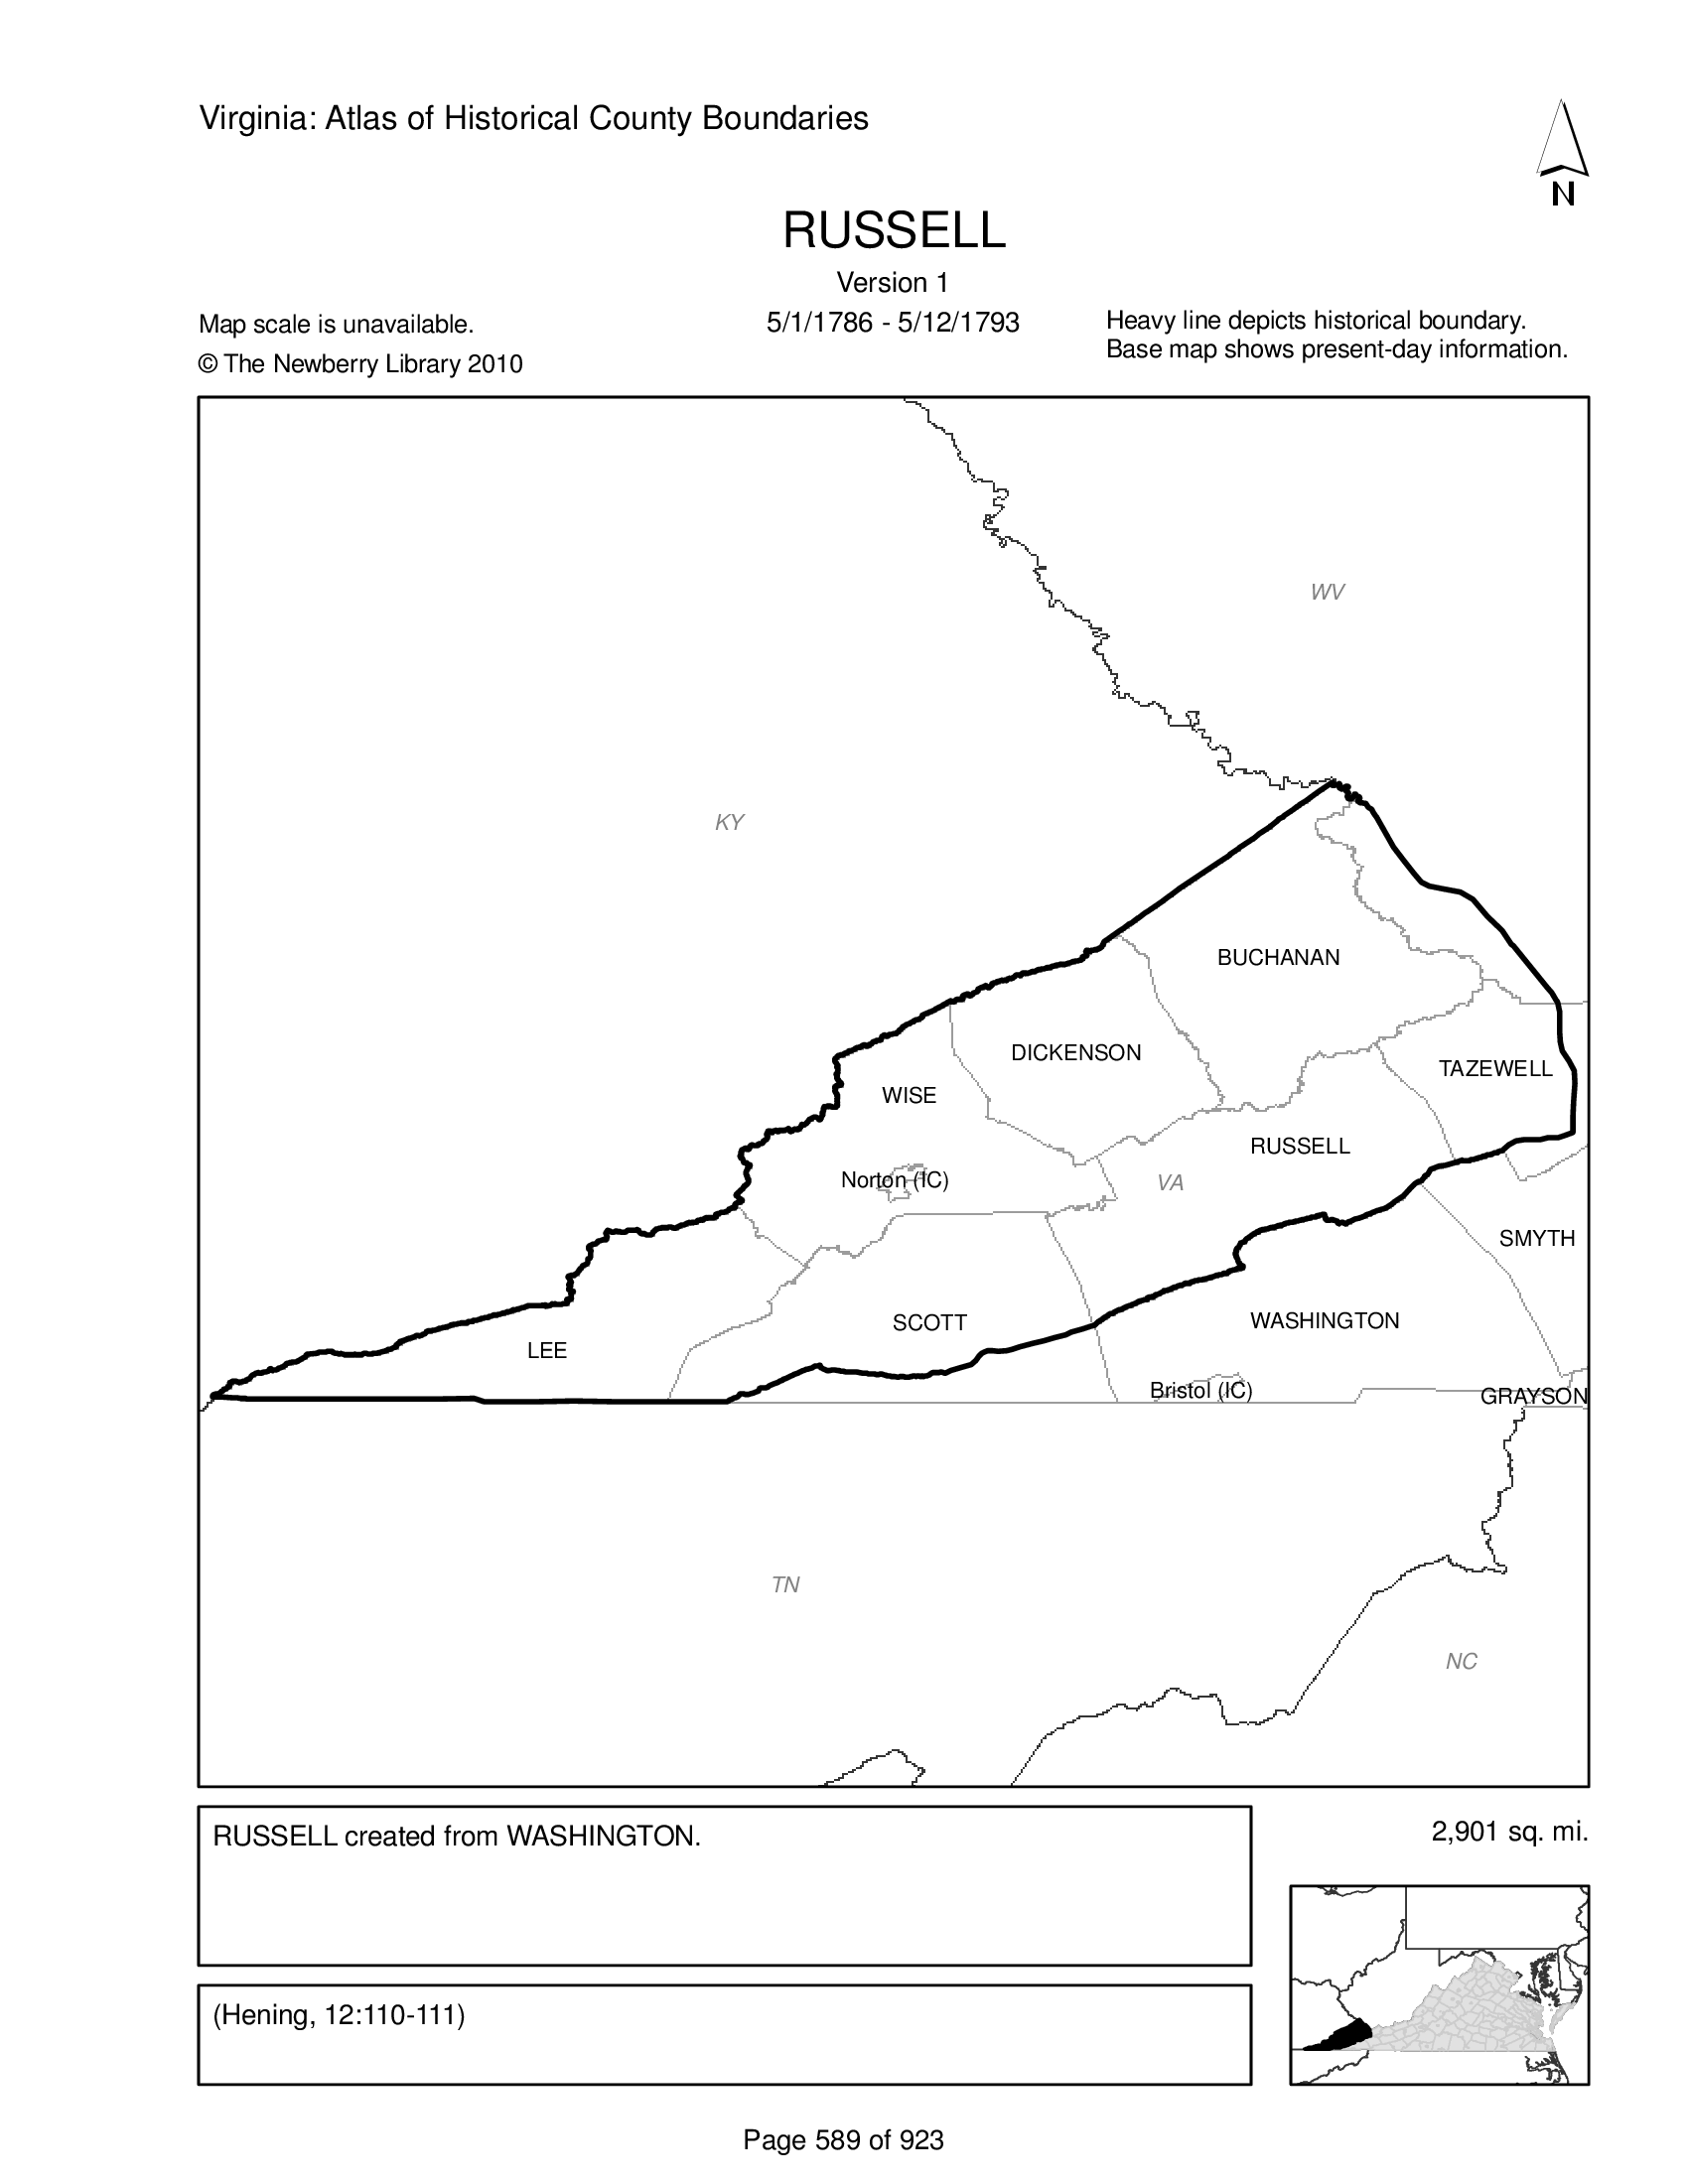 Virginia: Atlas of Historical County Boundaries
N
RUSSELL
Version 1
5/1/1786 - 5/12/1793
Map scale is unavailable.
© The Newberry Library 2010
Heavy line depicts historical boundary.
Base map shows present-day information.
WV
KY
BUCHANAN
DICKENSON
TAZEWELL
WISE
RUSSELL
Norton (IC)
VA
SMYTH
SCOTT
WASHINGTON
LEE
Bristol (IC)
GRAYSON
TN
NC
RUSSELL created from WASHINGTON.
2,901 sq. mi.
(Hening, 12:110-111)
Page 589 of 923